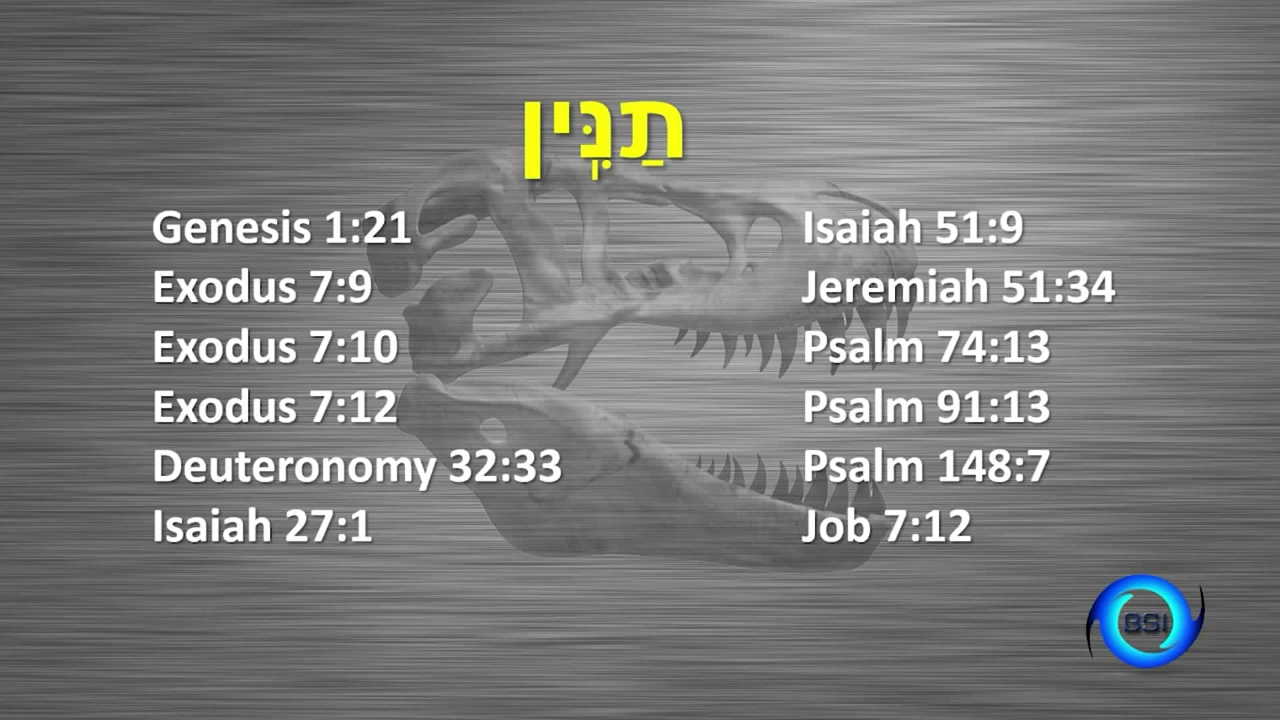 תַנְִּין
Genesis 1:21
Exodus 7:9
Exodus 7:10
Exodus 7:12
Deuteronomy 32:33
Isaiah 27:1
Isaiah 51:9
Jeremiah 51:34
Psalm 74:13
Psalm 91:13
Psalm 148:7
Job 7:12
BSI